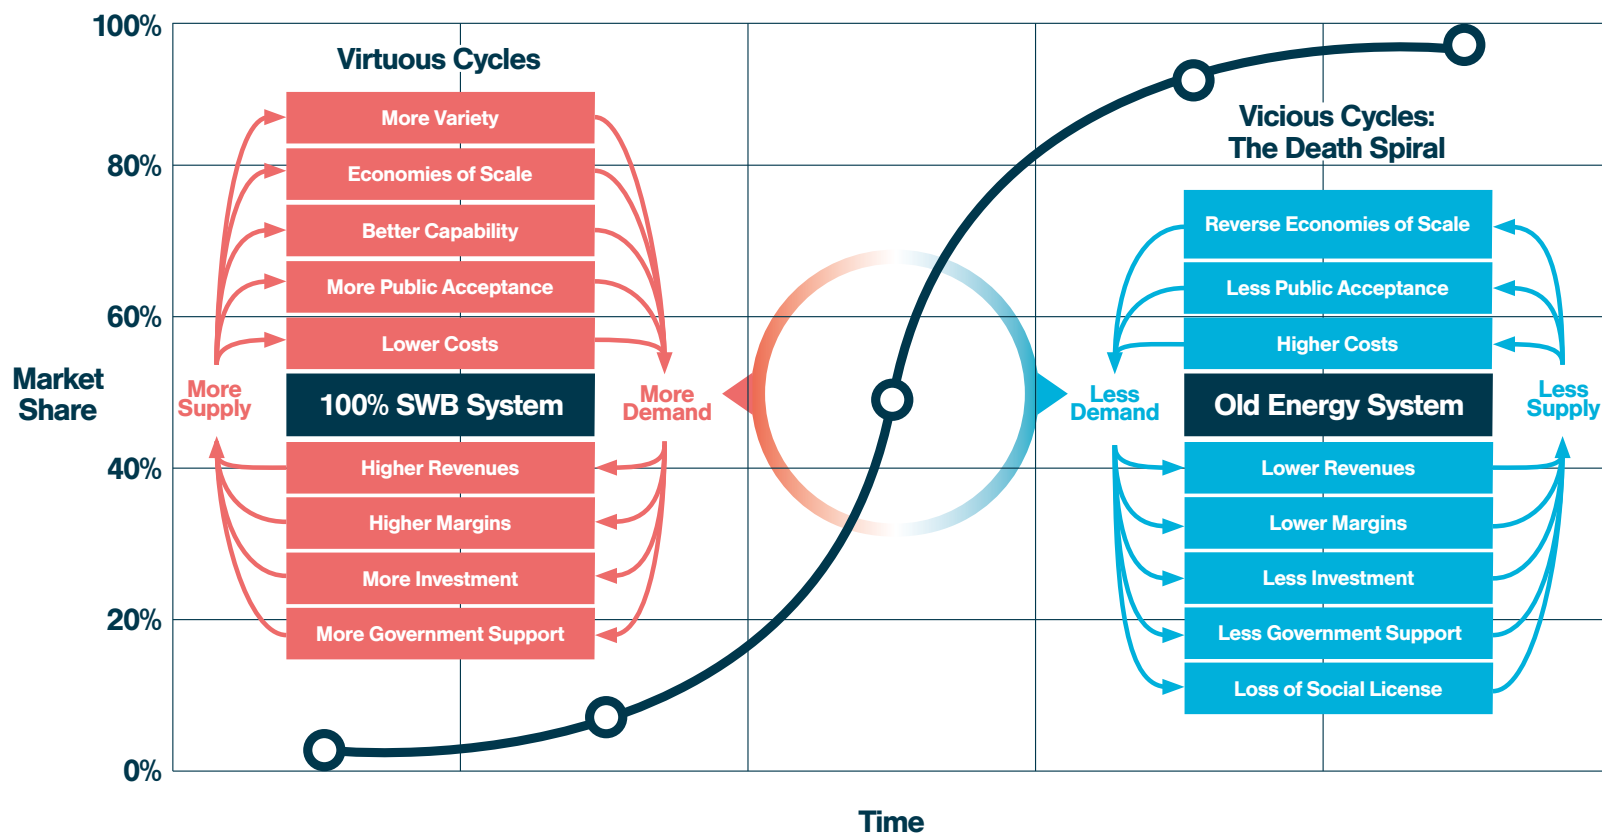 100%
80%
60%
40%
20%
0%
Market
Share
Time
Virtuous Cycles
More Variety
Economies of Scale
Better Capability
More Public Acceptance
Lower Costs
More
Supply
100% SWB System
More
Demand
Higher Revenues
Higher Margins
More Investment
More Government Support
Vicious Cycles:
The Death Spiral
Reverse Economies of Scale
Less Public Acceptance
Higher Costs
Less
Demand
Old Energy System
Less
Supply
Lower Revenues
Lower Margins
Less Investment
Less Government Support
Loss of Social License